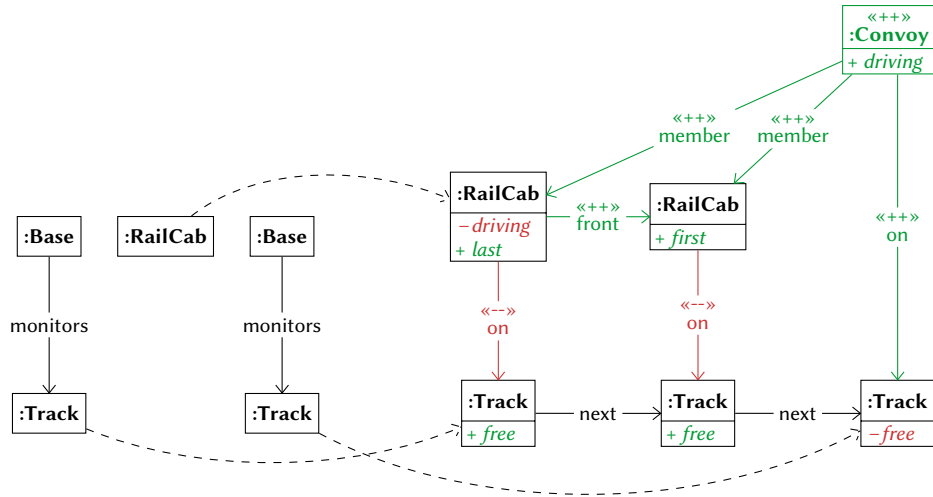 «++»
:Convoy
+ driving
«++»
member
«++»
member
:RailCab
– driving
+ last
«++»
front
:RailCab
+ first
«++»
on
:Base
:RailCab
:Base
monitors
monitors
«--»
on
«--»
on
:Track
:Track
:Track
+ free
next
:Track
+ free
next
:Track
– free